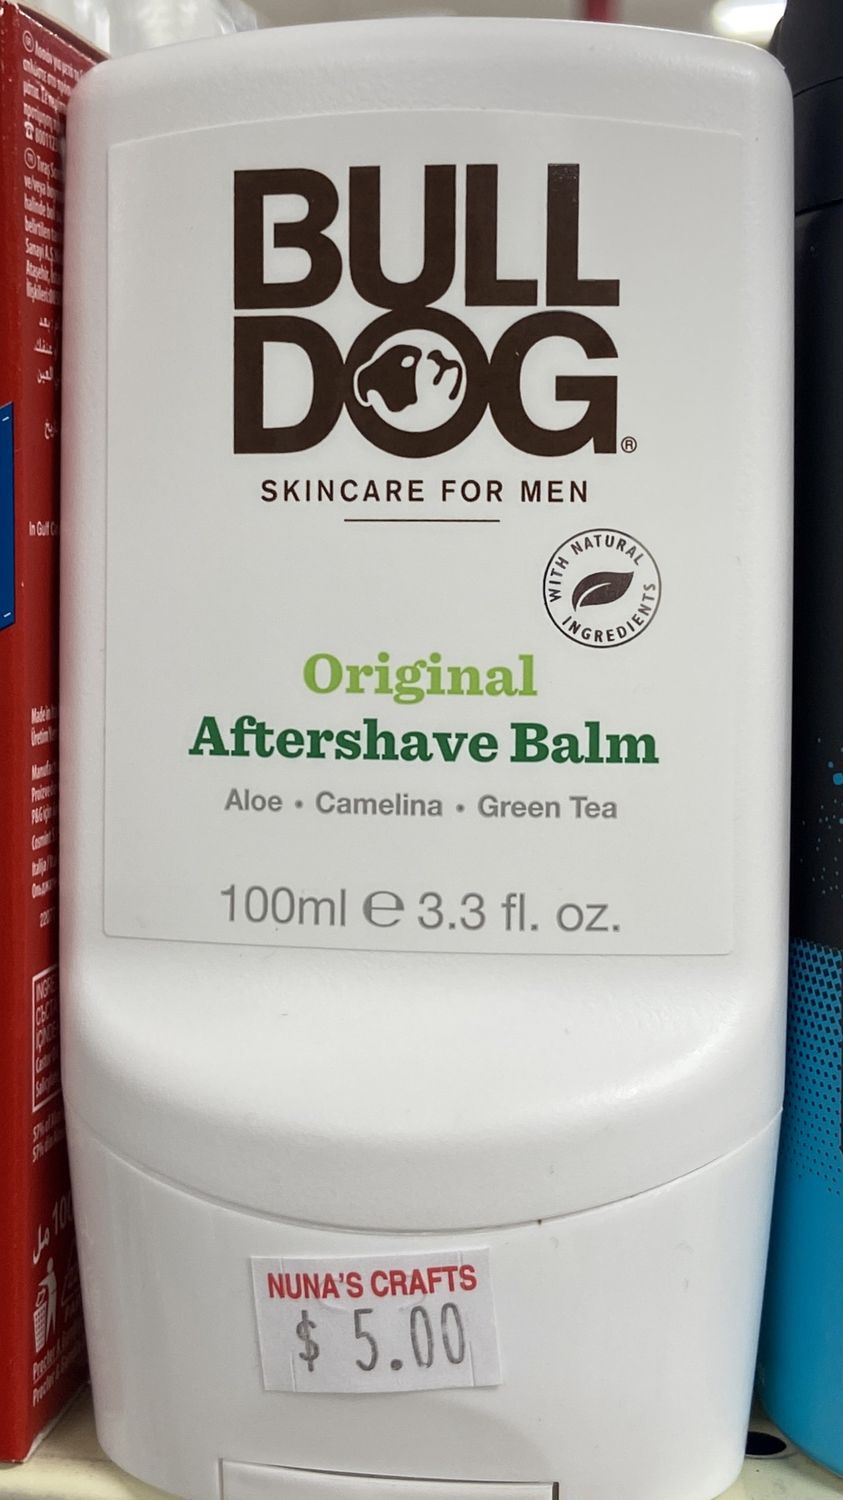 BULL
DOG®
SKINCARE FOR MEN
WITH NATURAL
INGREDIENTS
Original
Aftershave Balm
Aloe • Camelina • Green Tea
100ml ℮ 3.3 fl. oz.
NUNA'S CRAFTS
$ 5.00